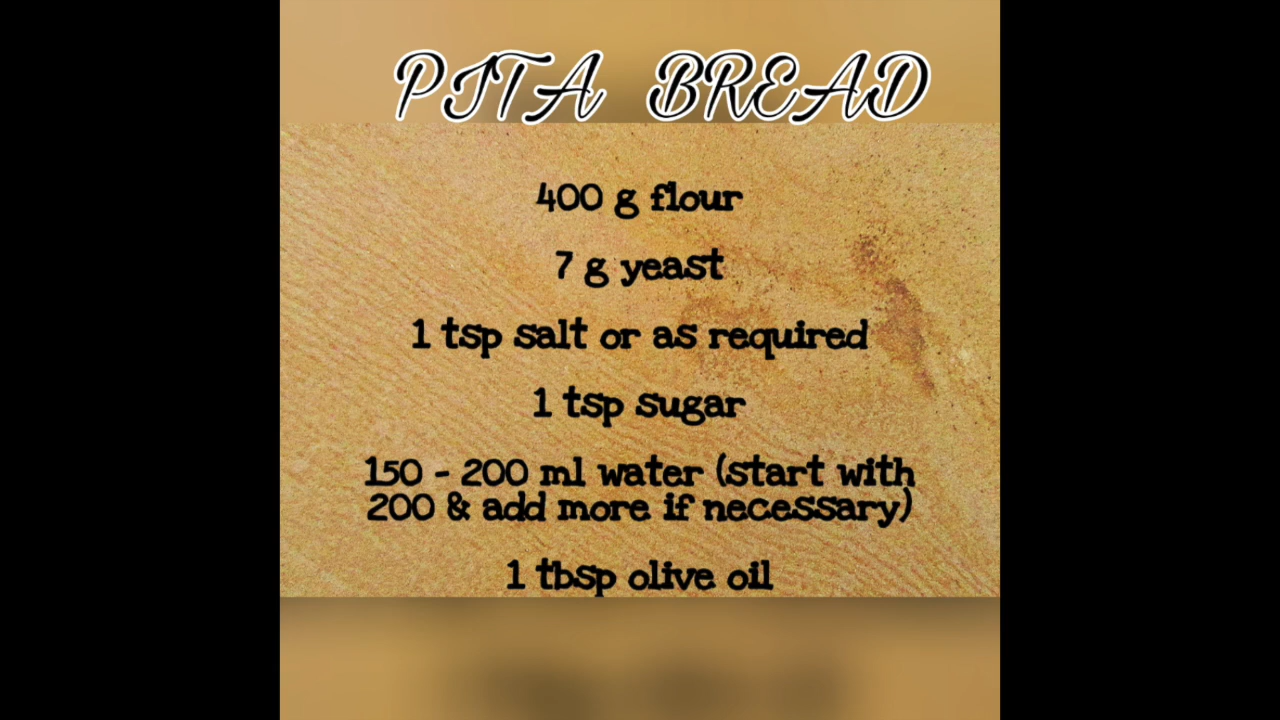 PITA BREAD
400 g flour
7 g yeast
1 tsp salt or as required
1 tsp sugar
150 - 200 ml water (start with
200 & add more if necessary)
1 tbsp olive oil